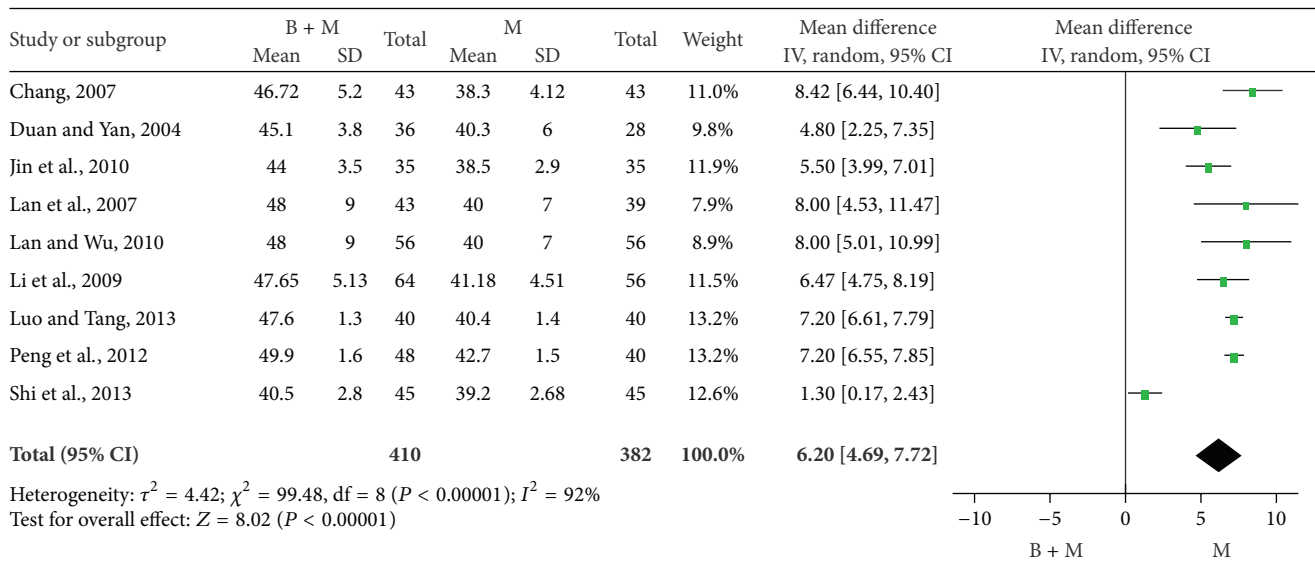 Study or subgroup B + M Total M Total Weight Mean difference Mean difference
Mean SD Mean SD IV, random, 95% CI IV, random, 95% CI
Chang, 2007 46.72 5.2 43 38.3 4.12 43 11.0% 8.42 [6.44, 10.40]
Duan and Yan, 2004 45.1 3.8 36 40.3 6 28 9.8% 4.80 [2.25, 7.35]
Jin et al., 2010 44 3.5 35 38.5 2.9 35 11.9% 5.50 [3.99, 7.01]
Lan et al., 2007 48 9 43 40 7 39 7.9% 8.00 [4.53, 11.47]
Lan and Wu, 2010 48 9 56 40 7 56 8.9% 8.00 [5.01, 10.99]
Li et al., 2009 47.65 5.13 64 41.18 4.51 56 11.5% 6.47 [4.75, 8.19]
Luo and Tang, 2013 47.6 1.3 40 40.4 1.4 40 13.2% 7.20 [6.61, 7.79]
Peng et al., 2012 49.9 1.6 48 42.7 1.5 40 13.2% 7.20 [6.55, 7.85]
Shi et al., 2013 40.5 2.8 45 39.2 2.68 45 12.6% 1.30 [0.17, 2.43]
Total (95% CI) 410 382 100.0% 6.20 [4.69, 7.72]
Heterogeneity: τ² = 4.42; χ² = 99.48, df = 8 (P < 0.00001); I² = 92%
Test for overall effect: Z = 8.02 (P < 0.00001)
−10 −5 0 5 10
B + M M